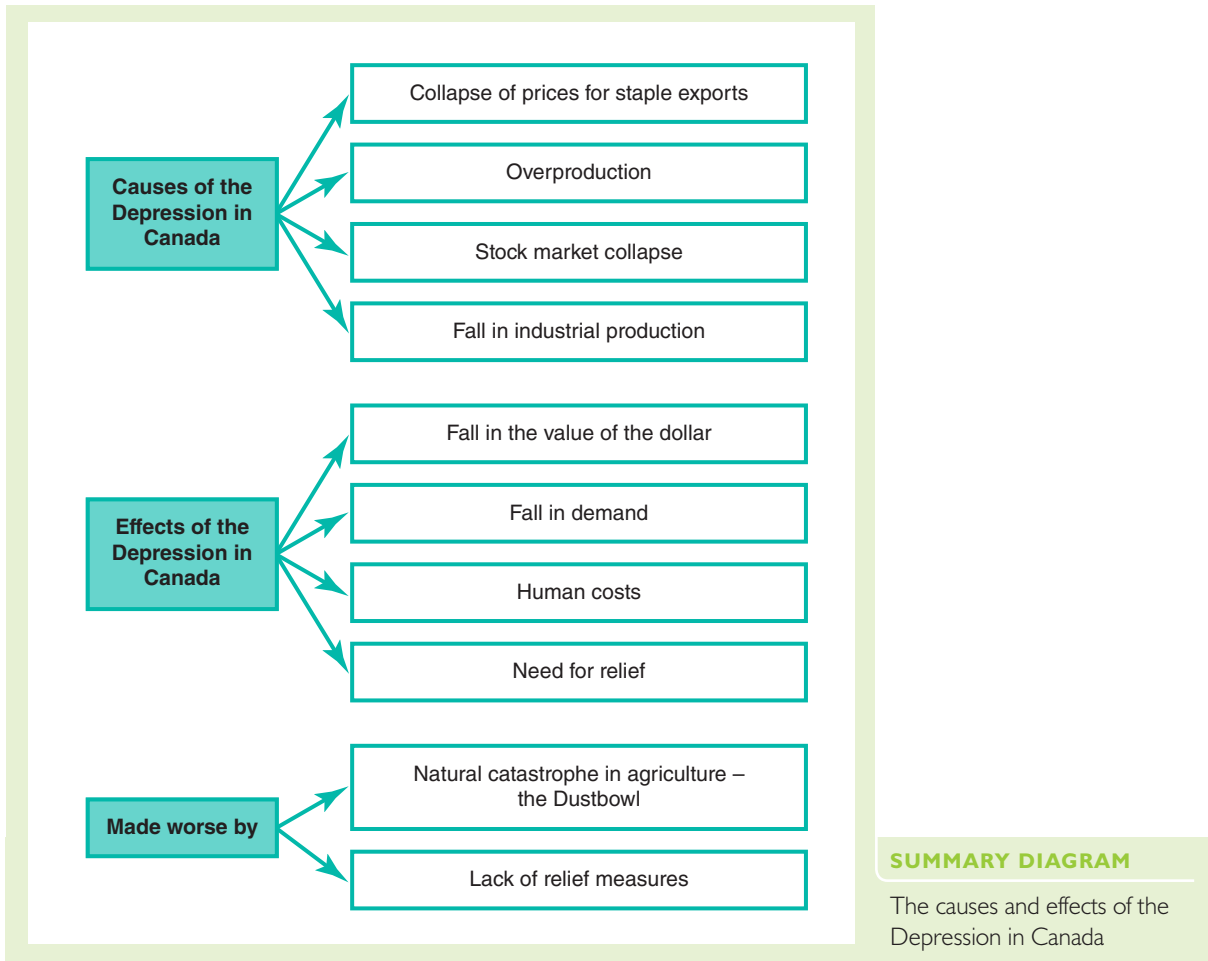 Causes of the
Depression in
Canada
Collapse of prices for staple exports
Overproduction
Stock market collapse
Fall in industrial production
Effects of the
Depression in
Canada
Fall in the value of the dollar
Fall in demand
Human costs
Need for relief
Made worse by
Natural catastrophe in agriculture –
the Dustbowl
Lack of relief measures
SUMMARY DIAGRAM
The causes and effects of the
Depression in Canada